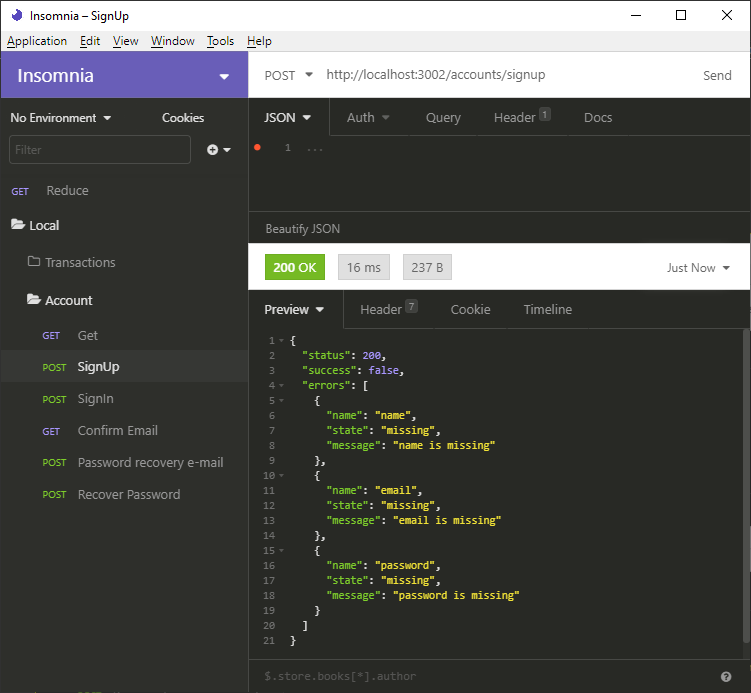 Insomnia – SignUp
Application Edit View Window Tools Help
Insomnia
POST http://localhost:3002/accounts/signup Send
No Environment Cookies
JSON Auth Query Header 1 Docs
Filter
1 ...
GET Reduce
Local
Beautify JSON
Transactions
200 OK 16 ms 237 B Just Now
Account
Preview Header 7 Cookie Timeline
GET Get
POST SignUp
POST SignIn
GET Confirm Email
POST Password recovery e-mail
POST Recover Password
1 {
2 "status": 200,
3 "success": false,
4 "errors": [
5 {
6 "name": "name",
7 "state": "missing",
8 "message": "name is missing"
9 },
10 {
11 "name": "email",
12 "state": "missing",
13 "message": "email is missing"
14 },
15 {
16 "name": "password",
17 "state": "missing",
18 "message": "password is missing"
19 }
20 ]
21 }
$.store.books[*].author ?